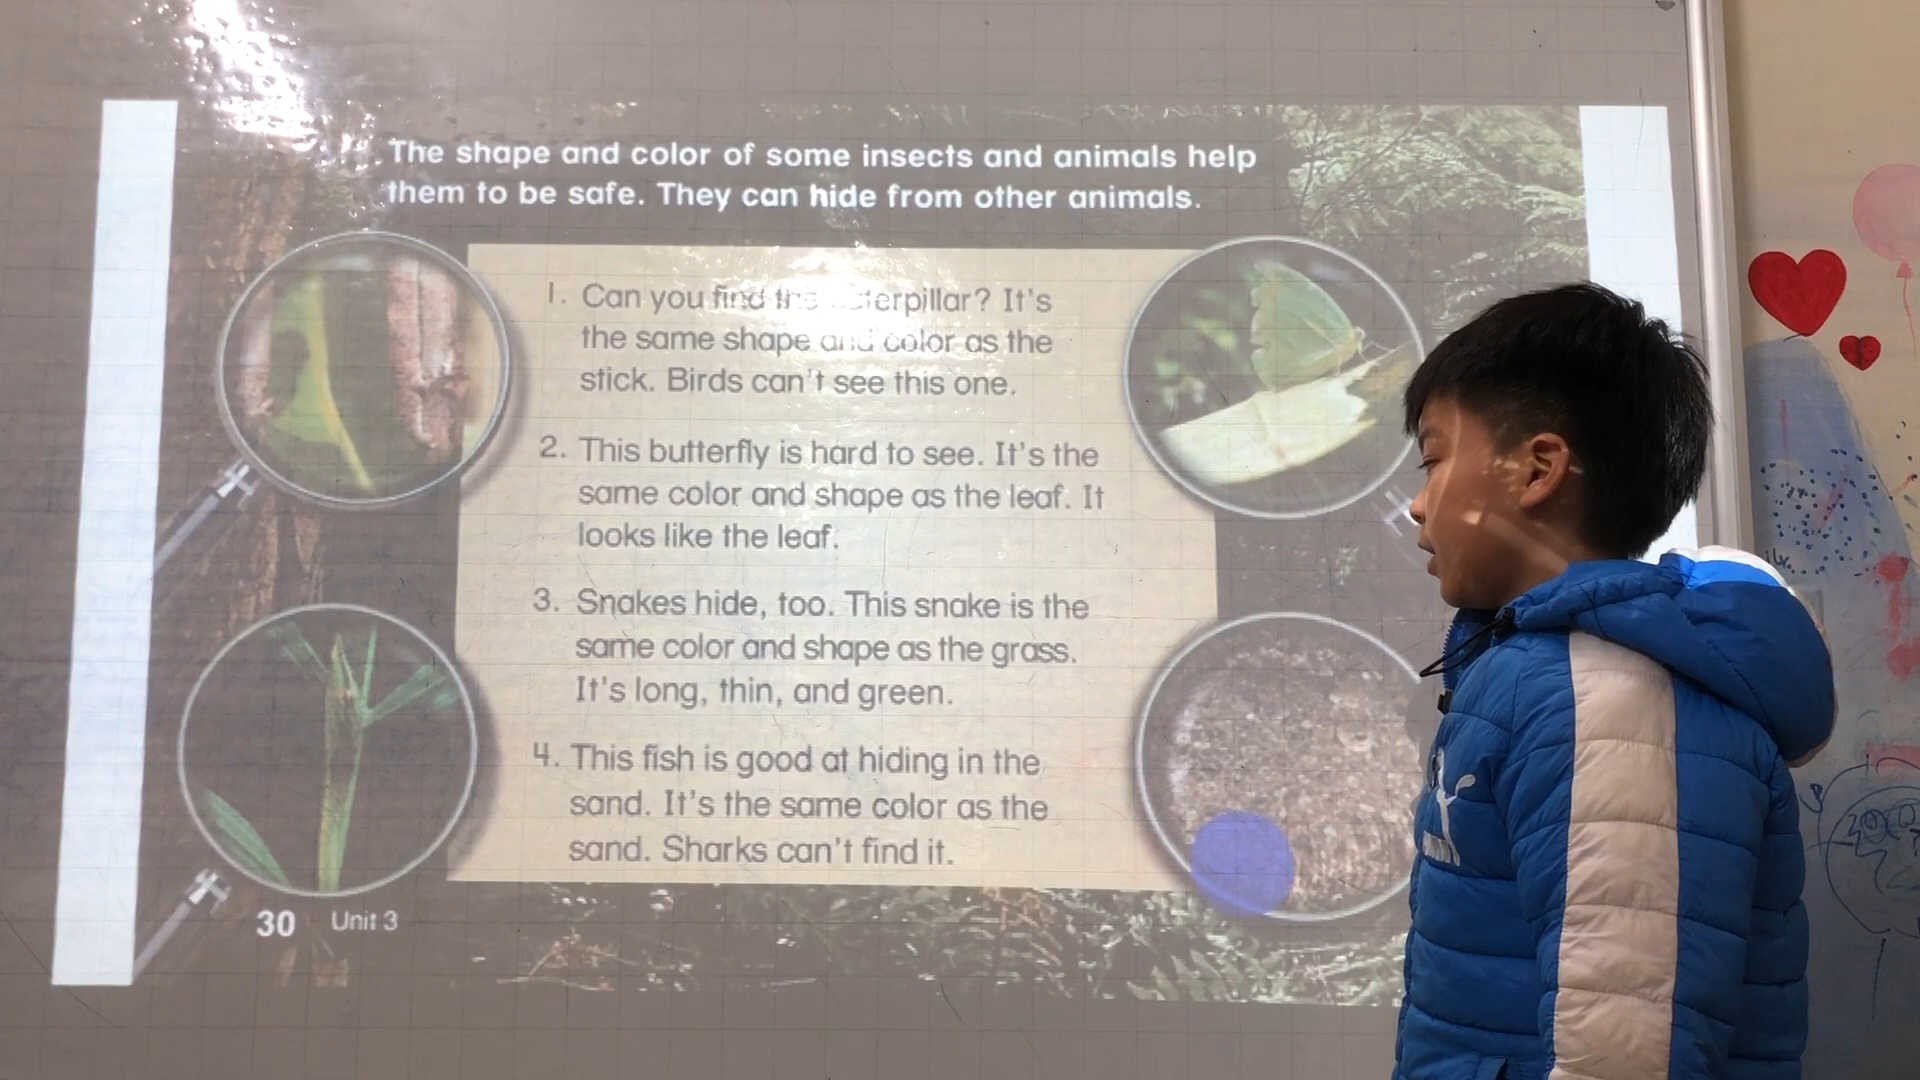 The shape and color of some insects and animals help
them to be safe. They can hide from other animals.
1. Can you find the caterpillar? It's
the same shape and color as the
stick. Birds can't see this one.
2. This butterfly is hard to see. It's the
same color and shape as the leaf. It
looks like the leaf.
3. Snakes hide, too. This snake is the
same color and shape as the grass.
It's long, thin, and green.
4. This fish is good at hiding in the
sand. It's the same color as the
sand. Sharks can't find it.
30 Unit 3